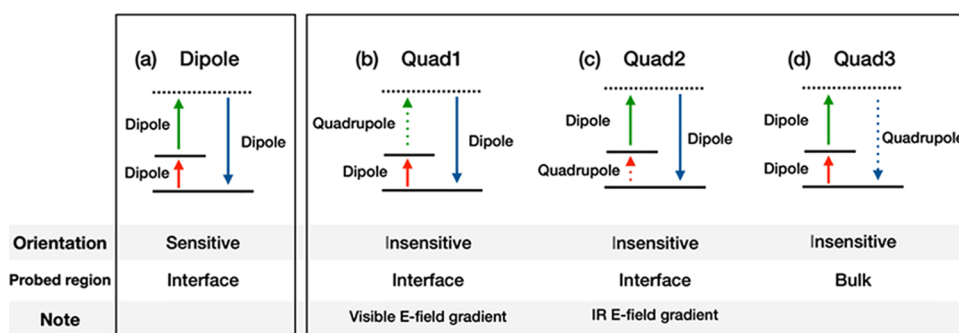 (a) Dipole
(b) Quad1
(c) Quad2
(d) Quad3
Dipole
Dipole
Dipole
Quadrupole
Dipole
Dipole
Dipole
Quadrupole
Dipole
Dipole
Dipole
Quadrupole
Orientation Sensitive Insensitive Insensitive Insensitive
Probed region Interface Interface Interface Bulk
Note Visible E-field gradient IR E-field gradient